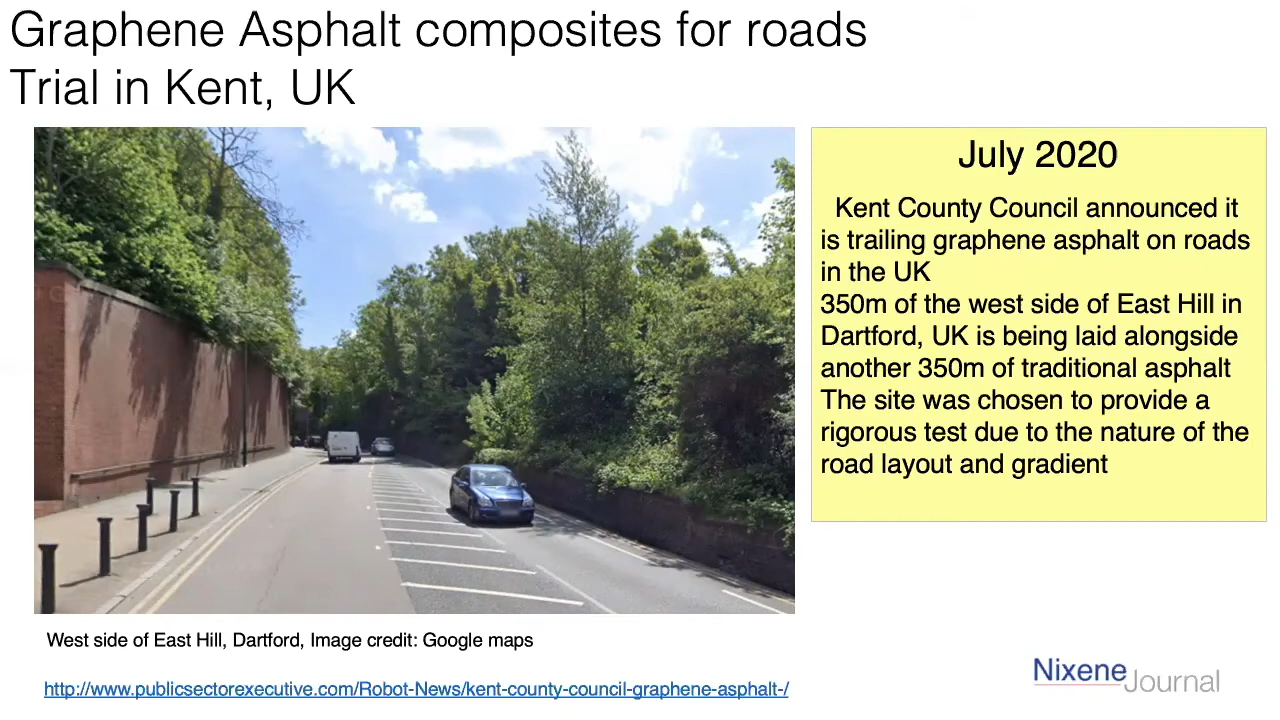 Graphene Asphalt composites for roads
Trial in Kent, UK
July 2020
Kent County Council announced it
is trailing graphene asphalt on roads
in the UK
350m of the west side of East Hill in
Dartford, UK is being laid alongside
another 350m of traditional asphalt
The site was chosen to provide a
rigorous test due to the nature of the
road layout and gradient
West side of East Hill, Dartford, Image credit: Google maps
http://www.publicsectorexecutive.com/Robot-News/kent-county-council-graphene-asphalt-/
Nixene Journal